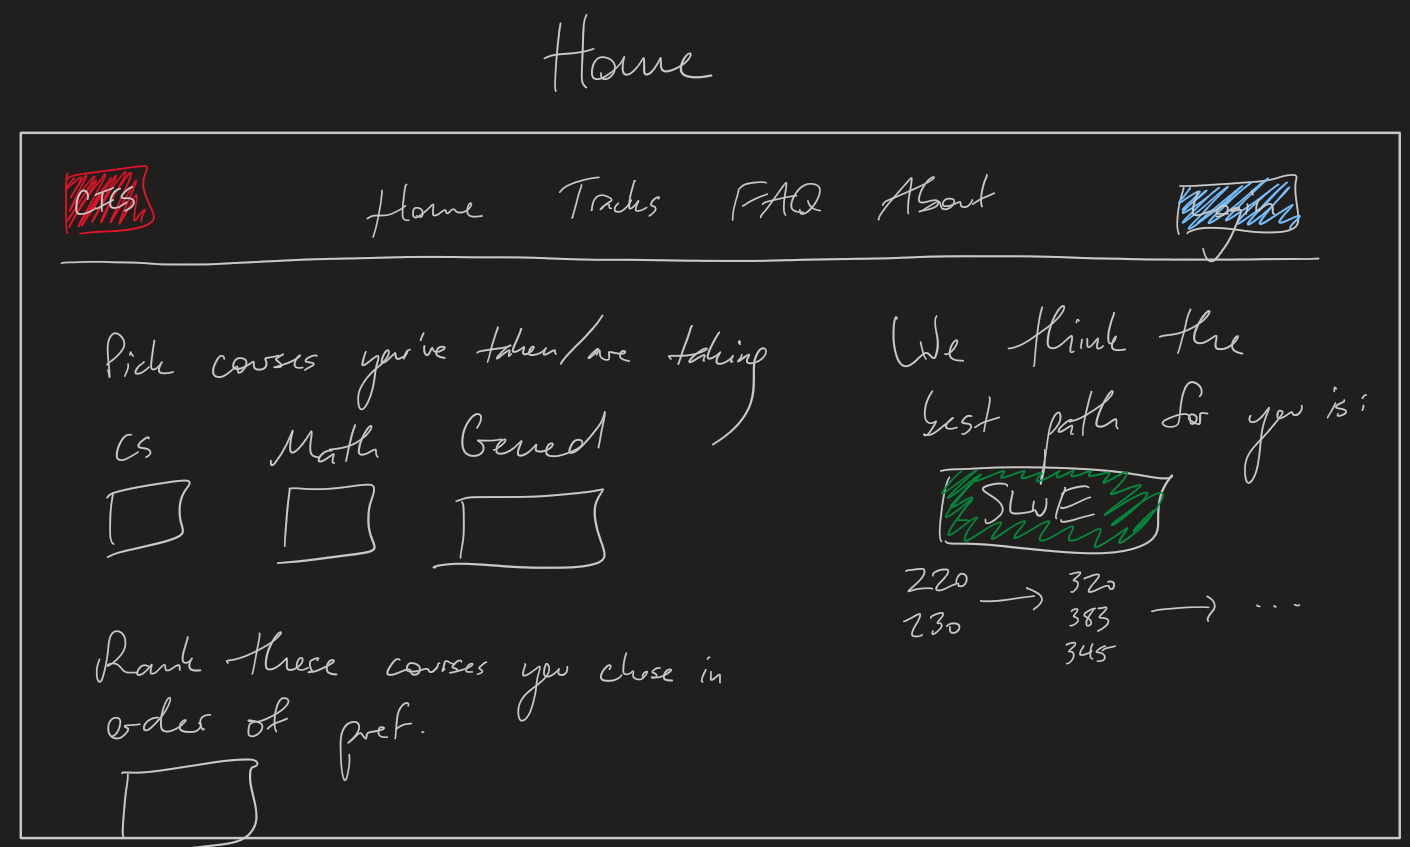 Home
CICS Home Tracks FAQ About Login
Pick courses you've taken/are taking
CS Math Gened
Rank these courses you chose in
order of pref.
We think the
best path for you is:
SWE
220 → 320 → ...
230 383
345